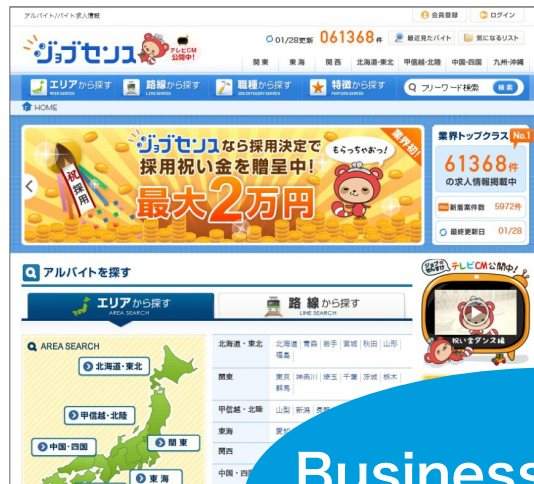 アルバイト/バイト求人情報
会員登録 ログイン
ジョブセンス テレビCM公開中!
01/28更新 061368件 最近見たバイト 気になるリスト
関東 東海 関西 北海道・東北 甲信越・北陸 中国・四国 九州・沖縄
エリアから探す 路線から探す 職種から探す 特徴から探す フリーワード検索 検索
AREA SEARCH LINE SEARCH JOB CATEGORY SEARCH FEATURE SEARCH
HOME
ジョブセンスなら採用決定で
採用祝い金を贈呈中!
最大2万円
祝採用
もらっちゃおっ!
業界初!
業界トップクラス No.1
61368件
の求人情報掲載中
新着案件数 5972件
最終更新日 01/28
アルバイトを探す
エリアから探す
AREA SEARCH
路線から探す
LINE SEARCH
テレビCM公開中!
祝い金ダンス編
AREA SEARCH
北海道・東北
甲信越・北陸
中国・四国
関東
東海
北海道・東北 北海道 青森 岩手 宮城 秋田 山形
福島
関東 東京 神奈川 埼玉 千葉 茨城 栃木
群馬
甲信越・北陸 山梨 新潟
東海 愛知
関西
中国・四
Business